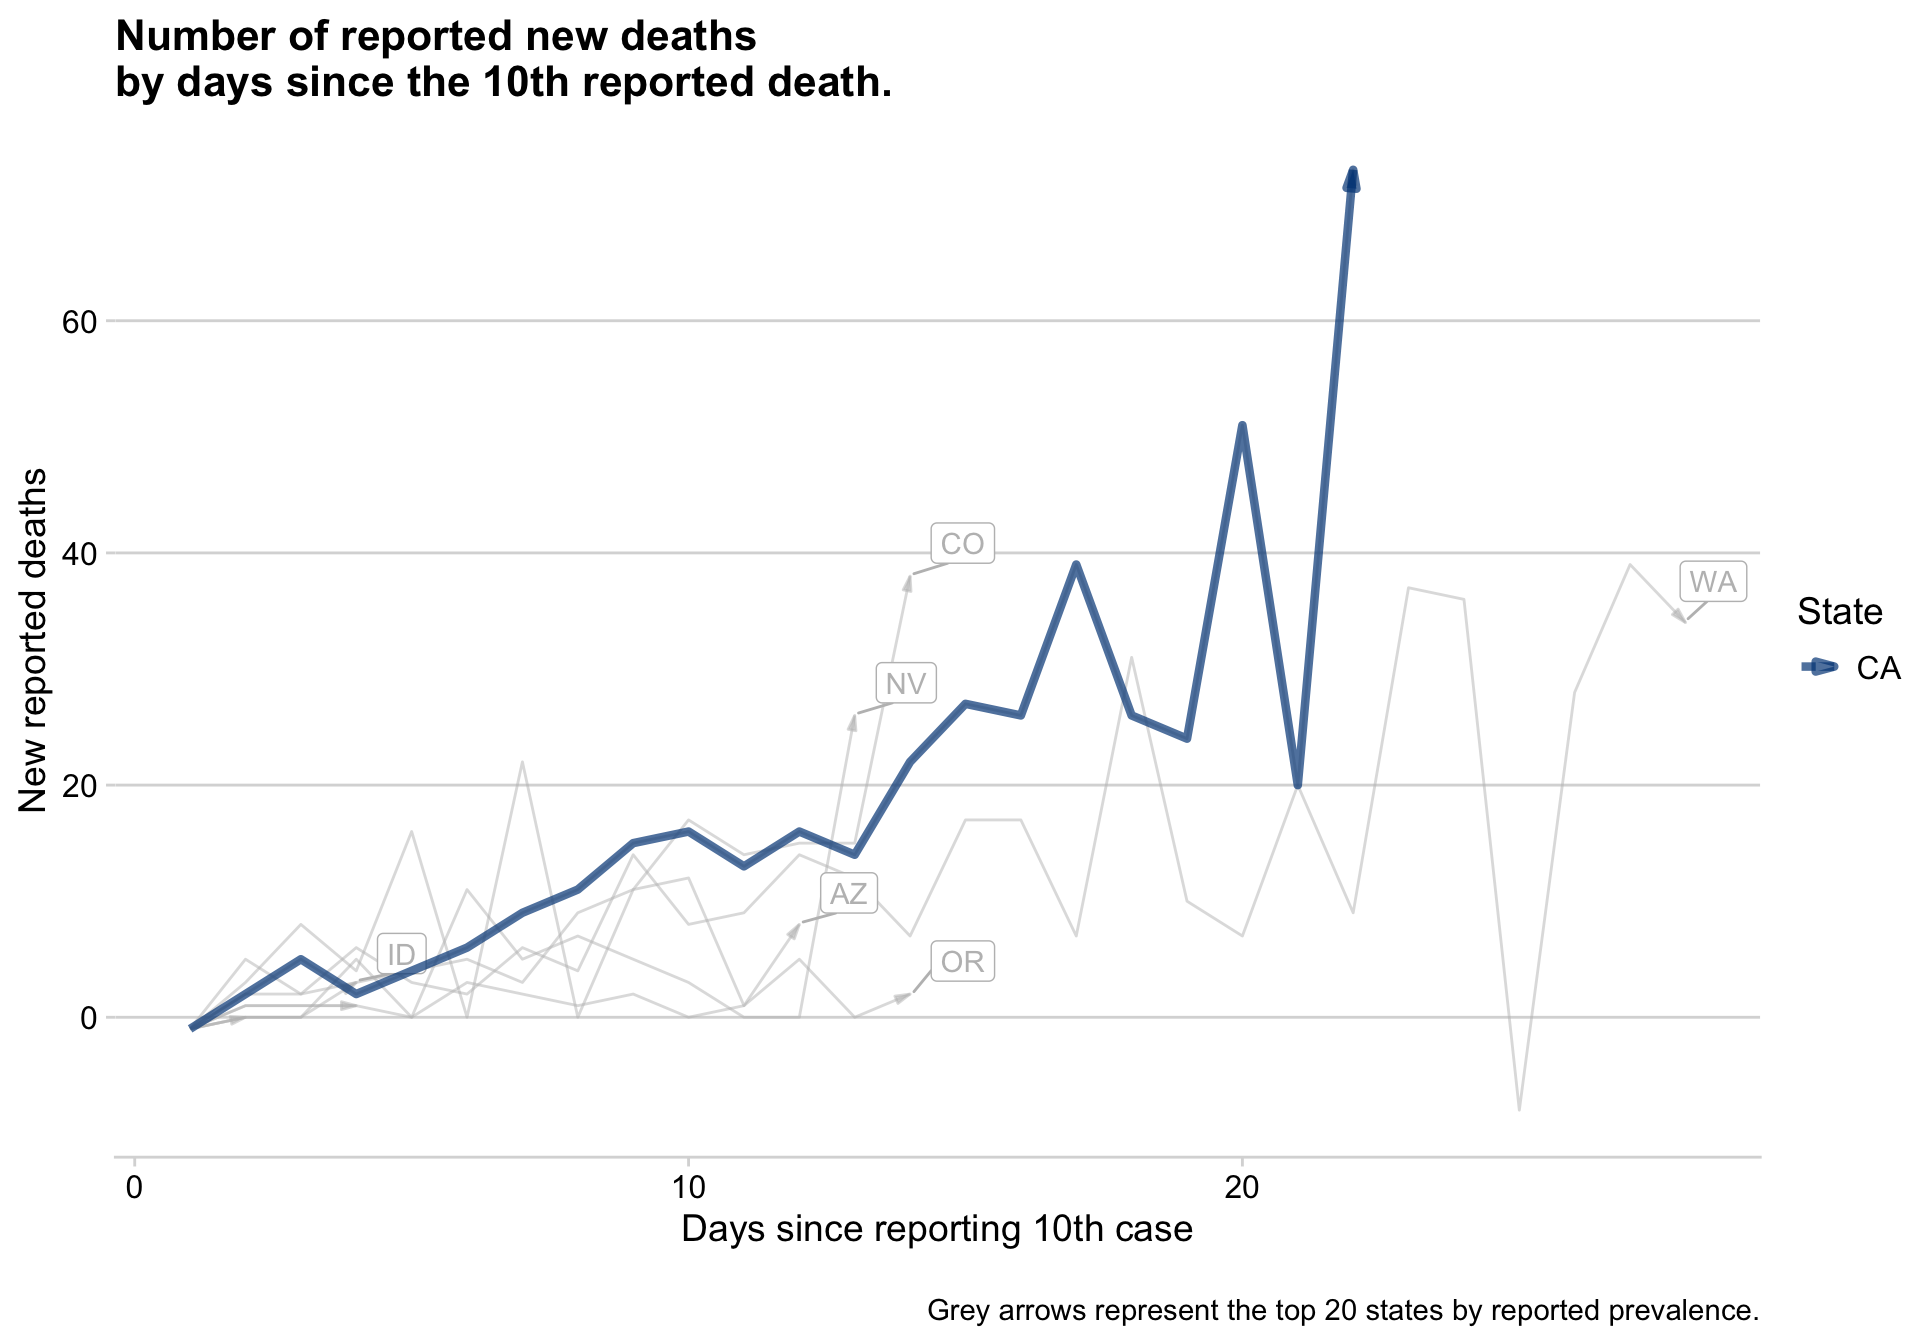 Number of reported new deaths
by days since the 10th reported death.
New reported deaths
60
40
20
0
CO
WA
NV
AZ
ID
OR
State
CA
0
10
20
Days since reporting 10th case
Grey arrows represent the top 20 states by reported prevalence.